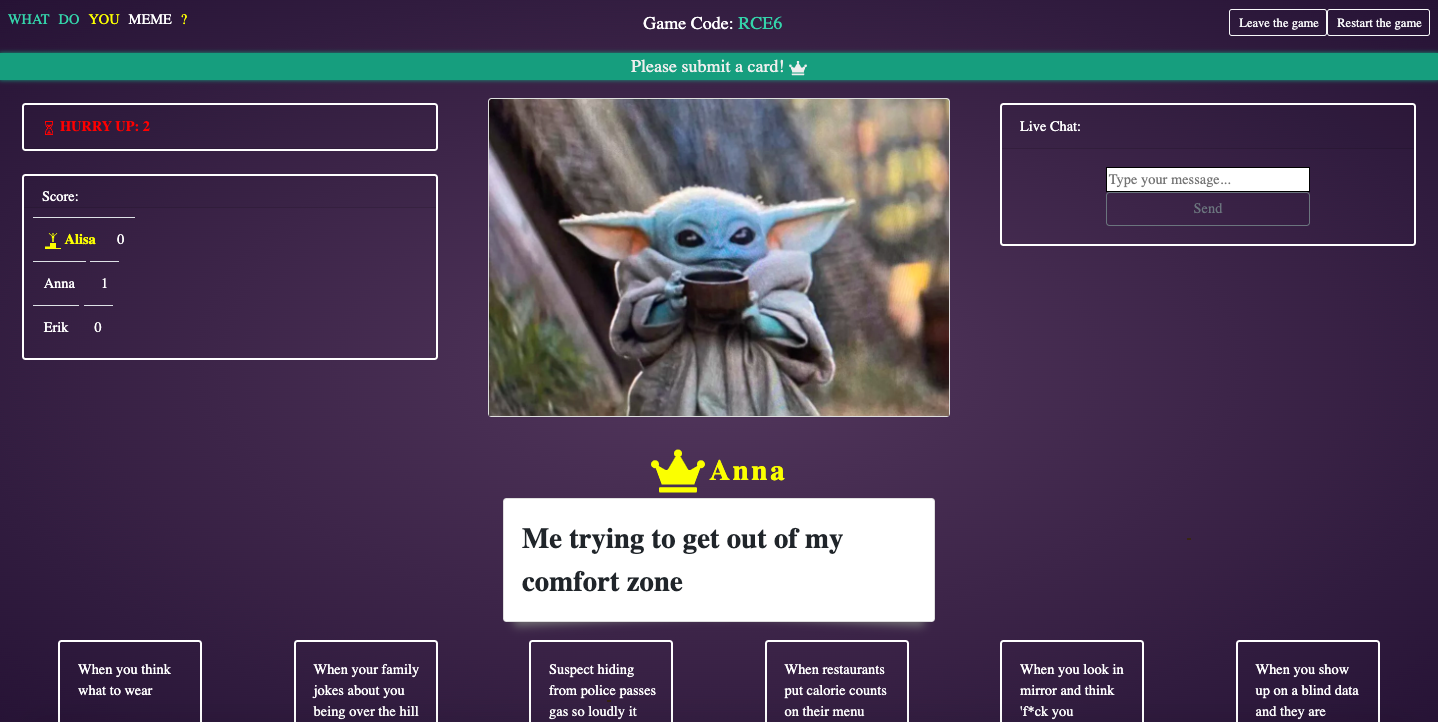 WHAT DO YOU MEME ?
Game Code: RCE6
Leave the game
Restart the game
Please submit a card!
HURRY UP: 2
Score:
Alisa 0
Anna 1
Erik 0
Live Chat:
Type your message...
Send
Anna
Me trying to get out of my
comfort zone
When you think
what to wear
When your family
jokes about you
being over the hill
Suspect hiding
from police passes
gas so loudly it
When restaurants
put calorie counts
on their menu
When you look in
mirror and think
'f*ck you
When you show
up on a blind data
and they are